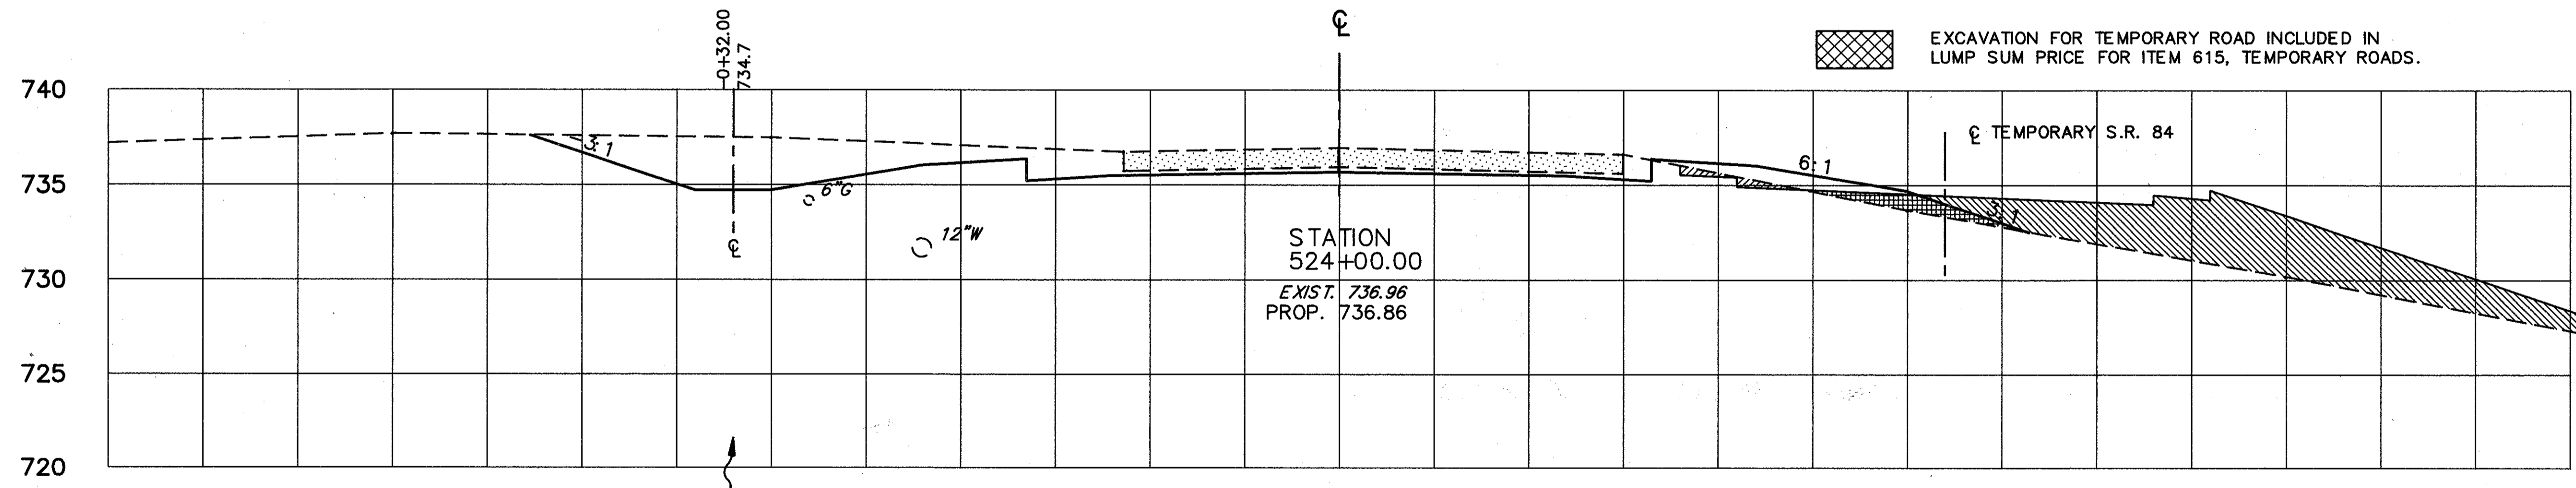 -0+32.00
734.7
℄
EXCAVATION FOR TEMPORARY ROAD INCLUDED IN
LUMP SUM PRICE FOR ITEM 615, TEMPORARY ROADS.
740
3:1
℄ TEMPORARY S.R. 84
6:1
735
6"G
3:1
12"W
℄
STATION
524+00.00
730
EXIST. 736.96
PROP. 736.86
725
720